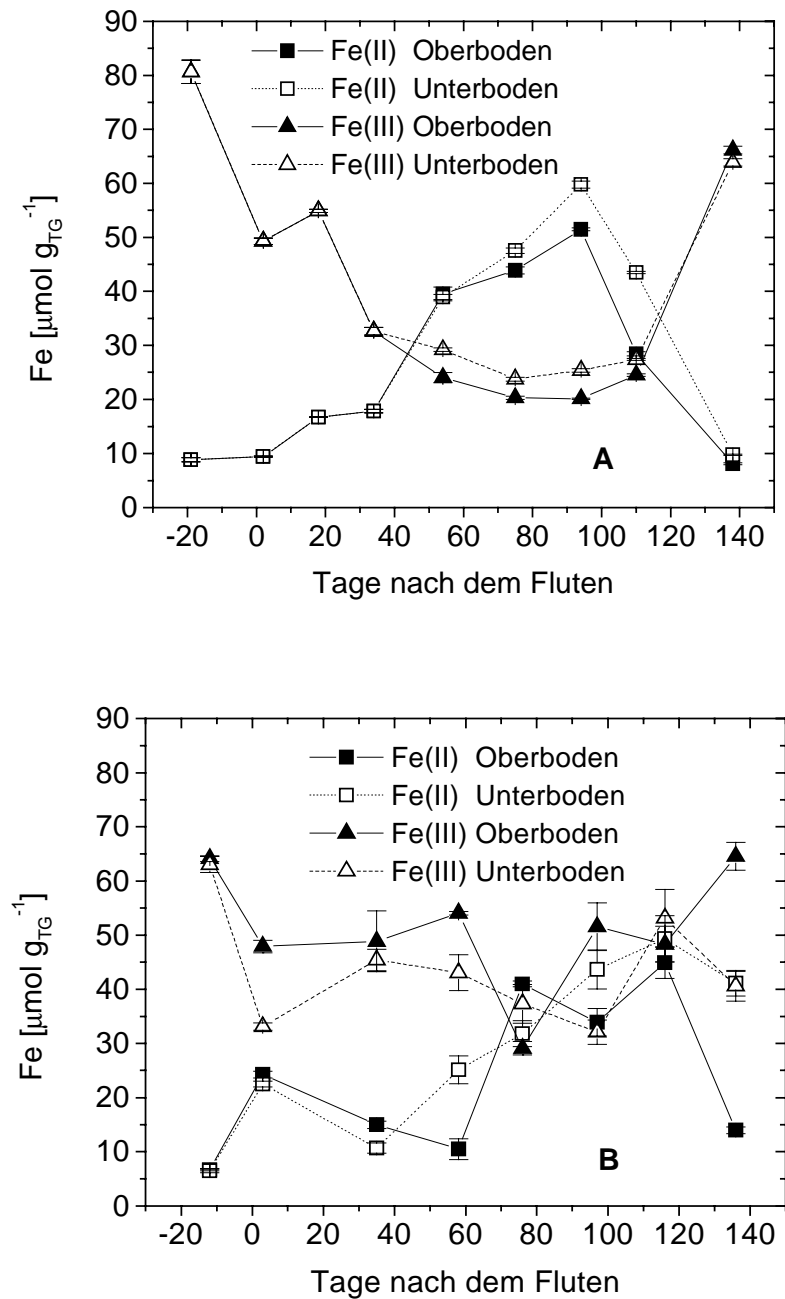 90
80
70
60
50
40
30
20
10
0
Fe [μmol g_TG^-1]
Fe(II) Oberboden
Fe(II) Unterboden
Fe(III) Oberboden
Fe(III) Unterboden
A
-20 0 20 40 60 80 100 120 140
Tage nach dem Fluten
90
80
70
60
50
40
30
20
10
0
Fe [μmol g_TG^-1]
Fe(II) Oberboden
Fe(II) Unterboden
Fe(III) Oberboden
Fe(III) Unterboden
B
-20 0 20 40 60 80 100 120 140
Tage nach dem Fluten